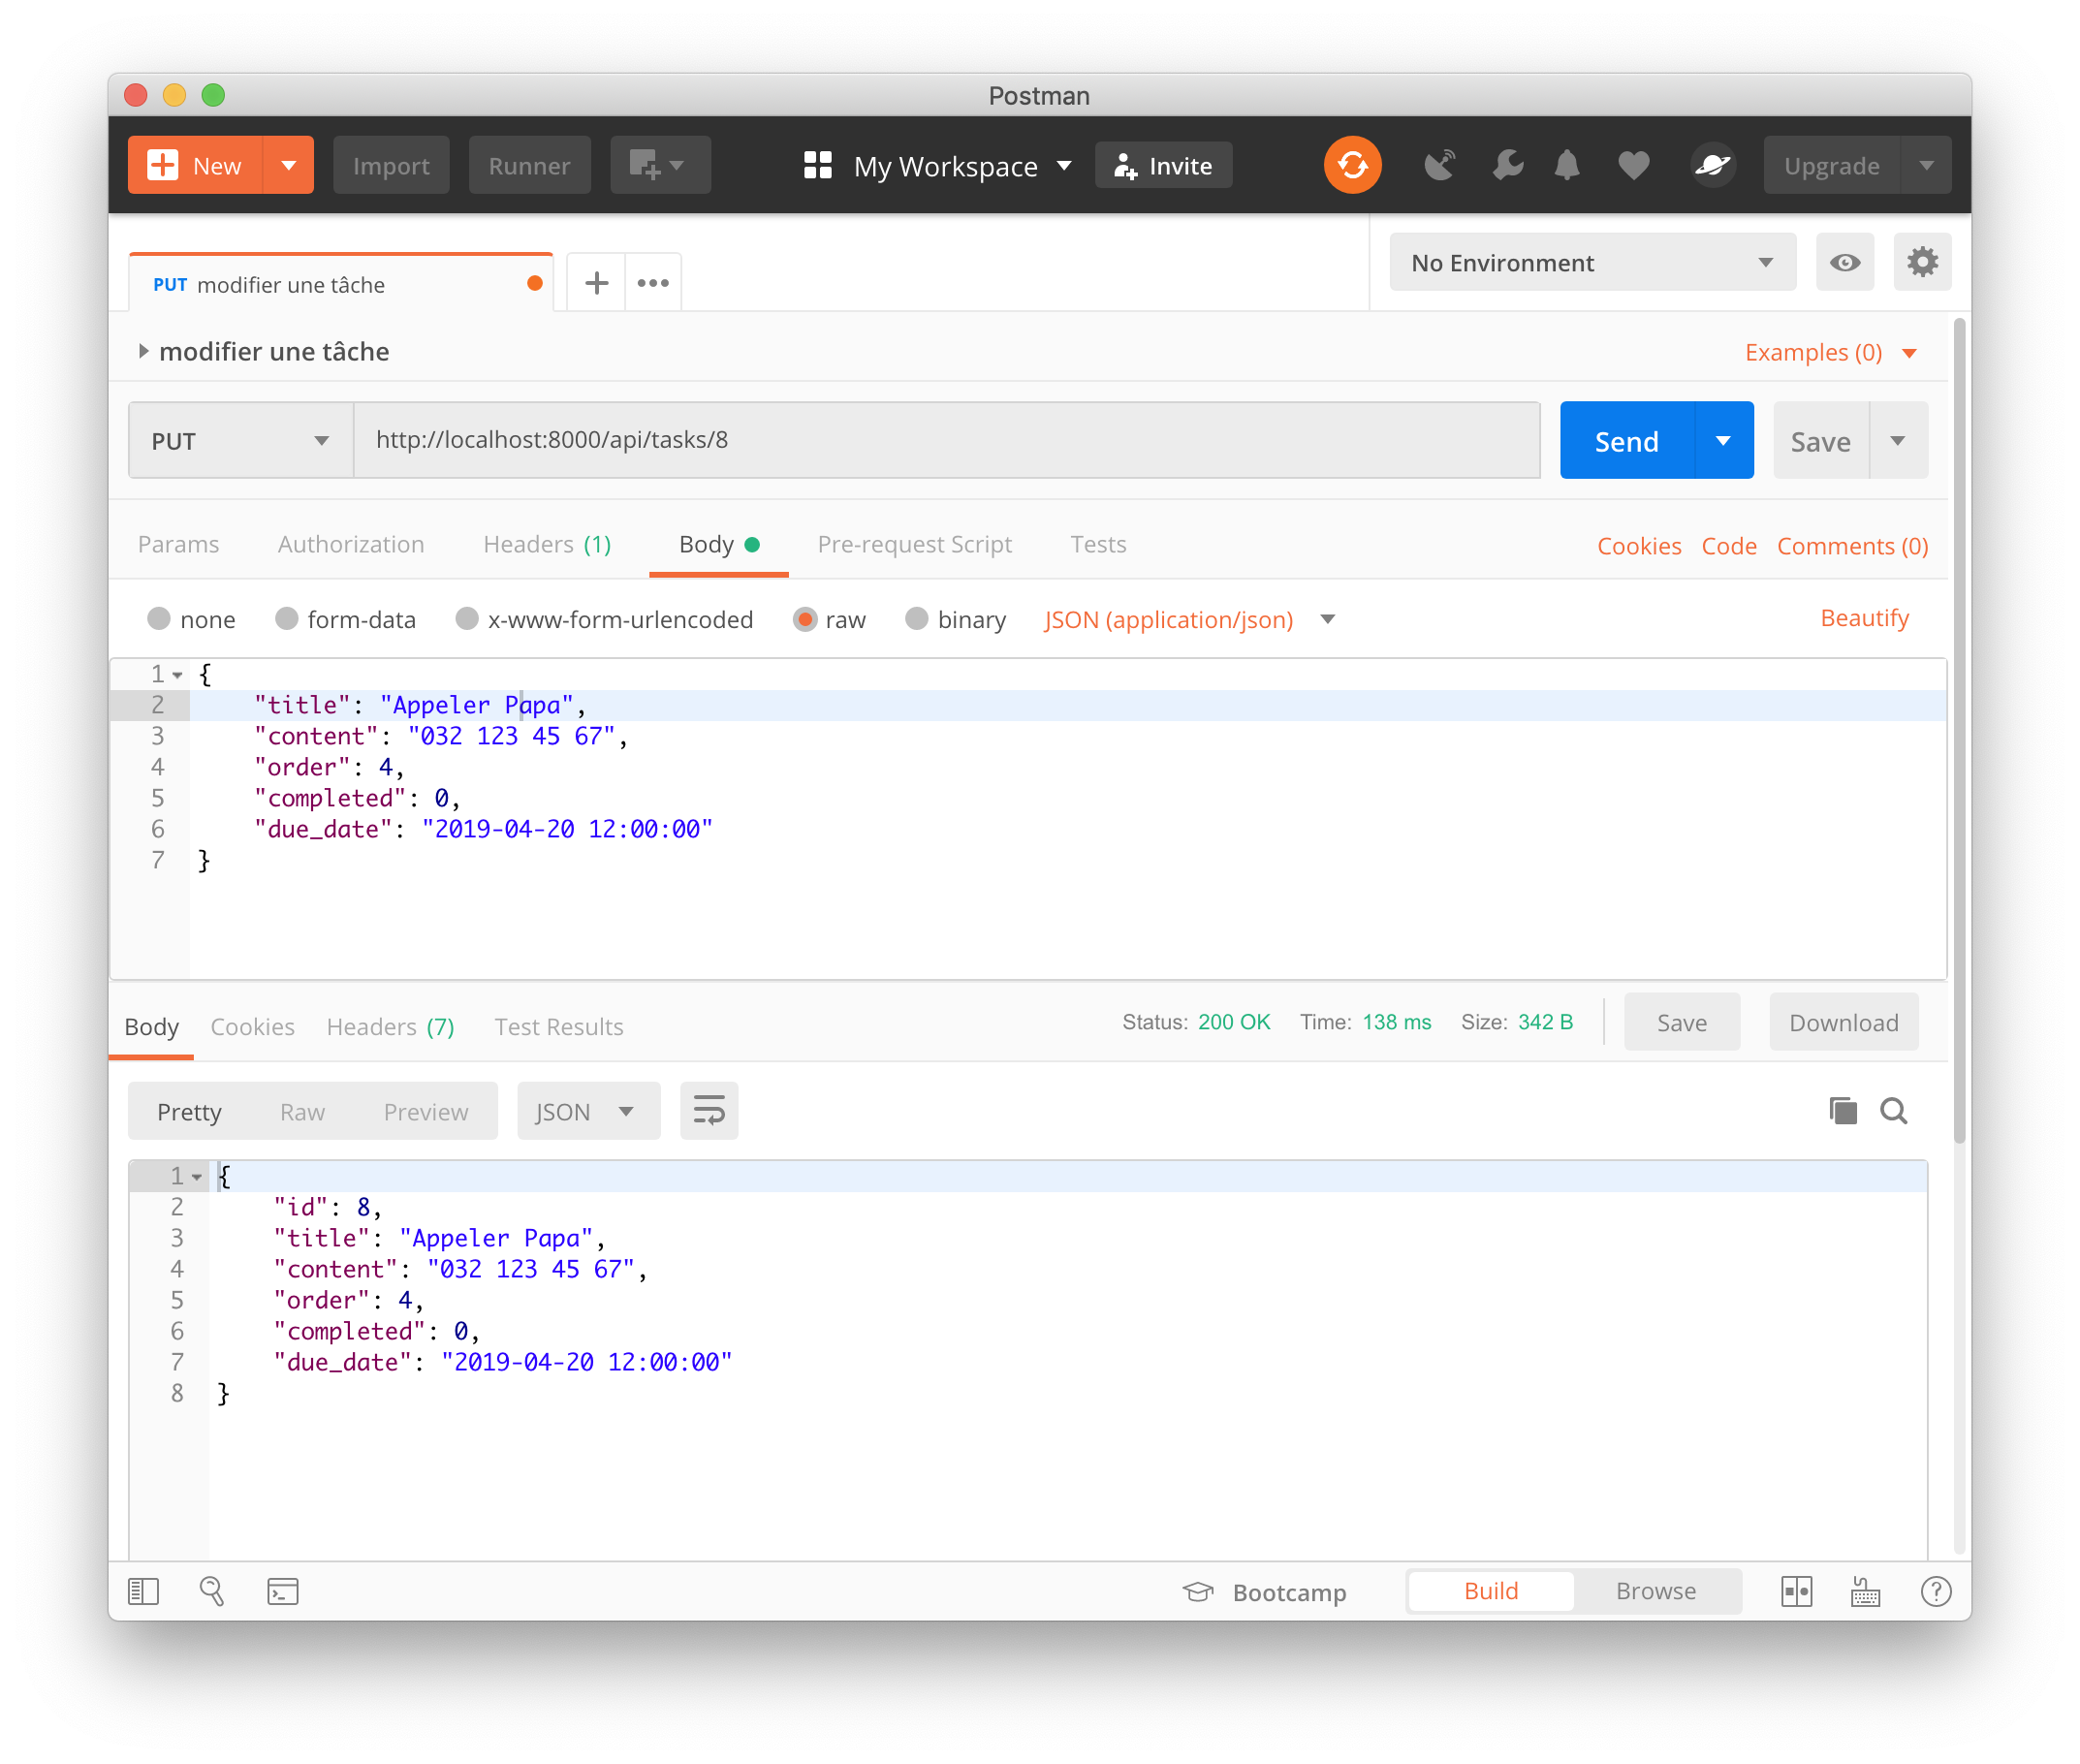 Postman
New Import Runner My Workspace Invite Upgrade
PUT modifier une tâche No Environment
modifier une tâche Examples (0)
PUT http://localhost:8000/api/tasks/8 Send Save
Params Authorization Headers (1) Body Pre-request Script Tests Cookies Code Comments (0)
none form-data x-www-form-urlencoded raw binary JSON (application/json) Beautify
1 {
2 "title": "Appeler Papa",
3 "content": "032 123 45 67",
4 "order": 4,
5 "completed": 0,
6 "due_date": "2019-04-20 12:00:00"
7 }
Body Cookies Headers (7) Test Results Status: 200 OK Time: 138 ms Size: 342 B Save Download
Pretty Raw Preview JSON
1 {
2 "id": 8,
3 "title": "Appeler Papa",
4 "content": "032 123 45 67",
5 "order": 4,
6 "completed": 0,
7 "due_date": "2019-04-20 12:00:00"
8 }
Bootcamp Build Browse